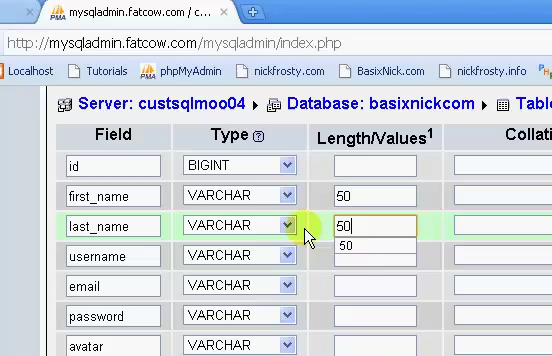 mysqladmin.fatcow.com / c...
http://mysqladmin.fatcow.com/mysqladmin/index.php
Localhost Tutorials phpMyAdmin nickfrosty.com BasixNick.com nickfrosty.info
Server: custsqlmoo04 Database: basixnickcom Tabl
Field Type Length/Values1 Collati
id BIGINT
first_name VARCHAR 50
last_name VARCHAR 50
username VARCHAR 50
email VARCHAR
password VARCHAR
avatar VARCHAR